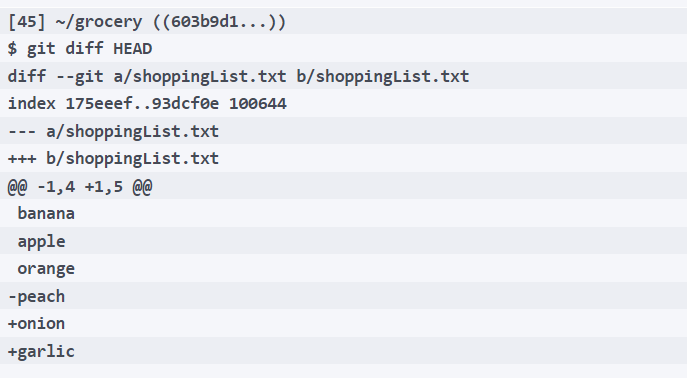 [45] ~/grocery ((603b9d1...))
$ git diff HEAD
diff --git a/shoppingList.txt b/shoppingList.txt
index 175eeef..93dcf0e 100644
--- a/shoppingList.txt
+++ b/shoppingList.txt
@@ -1,4 +1,5 @@
 banana
 apple
 orange
-peach
+onion
+garlic